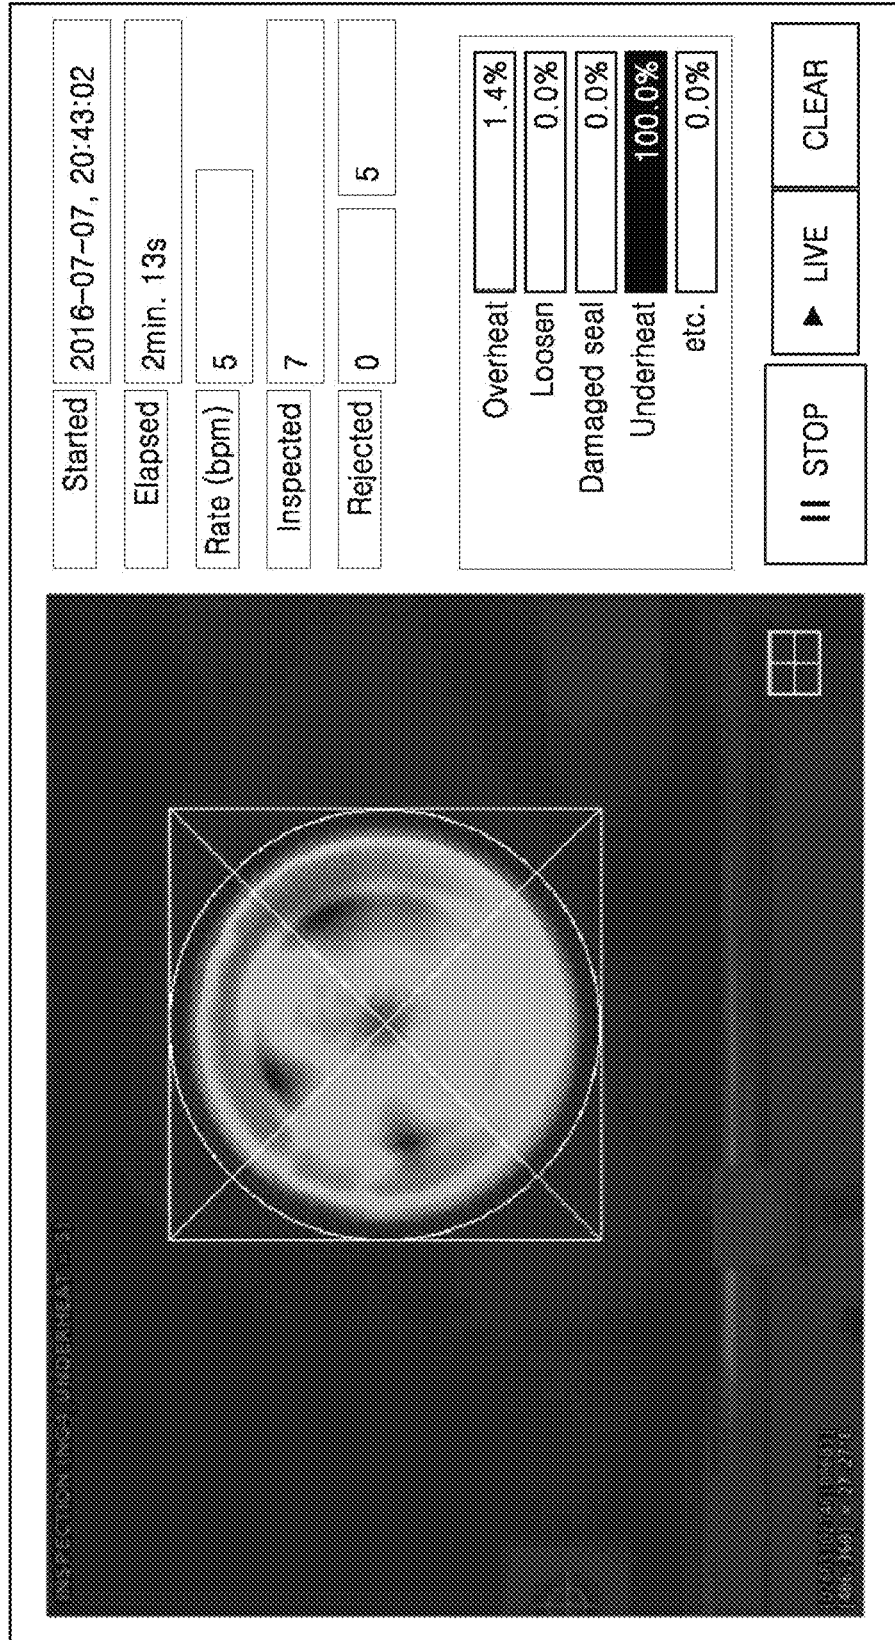 Started 2016-07-07, 20:43:02
Elapsed 2min. 13s
Rate (bpm) 5
Inspected 7
Rejected 0 5
Overheat 1.4%
Loosen 0.0%
Damaged seal 0.0%
Underheat 100.0%
etc. 0.0%
STOP
LIVE
CLEAR